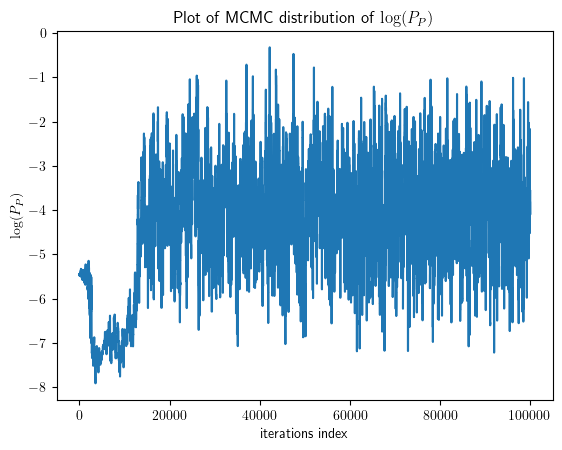 Plot of MCMC distribution of log(P_P)
0
−1
−2
−3
−4
−5
−6
−7
−8
log(P_P)
0 20000 40000 60000 80000 100000
iterations index